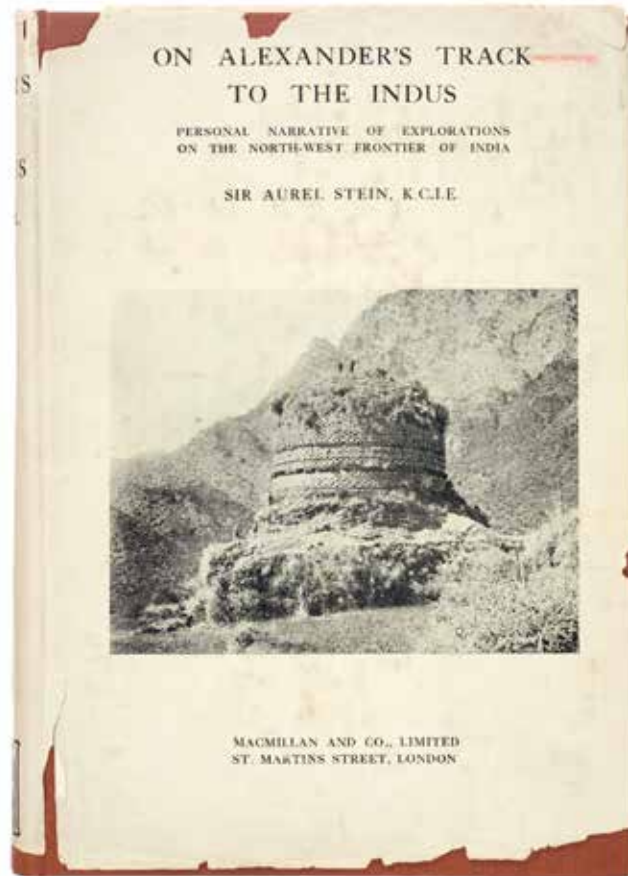 ON ALEXANDER'S TRACK
TO THE INDUS
PERSONAL NARRATIVE OF EXPLORATIONS
ON THE NORTH-WEST FRONTIER OF INDIA
SIR AUREL STEIN, K.C.I.E.
MACMILLAN AND CO., LIMITED
ST. MARTINS STREET, LONDON